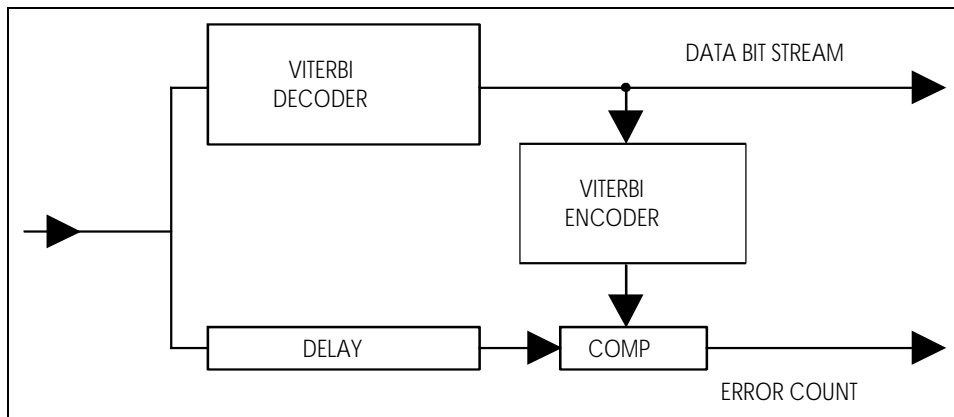 VITERBI
DECODER
DATA BIT STREAM
VITERBI
ENCODER
DELAY
COMP
ERROR COUNT